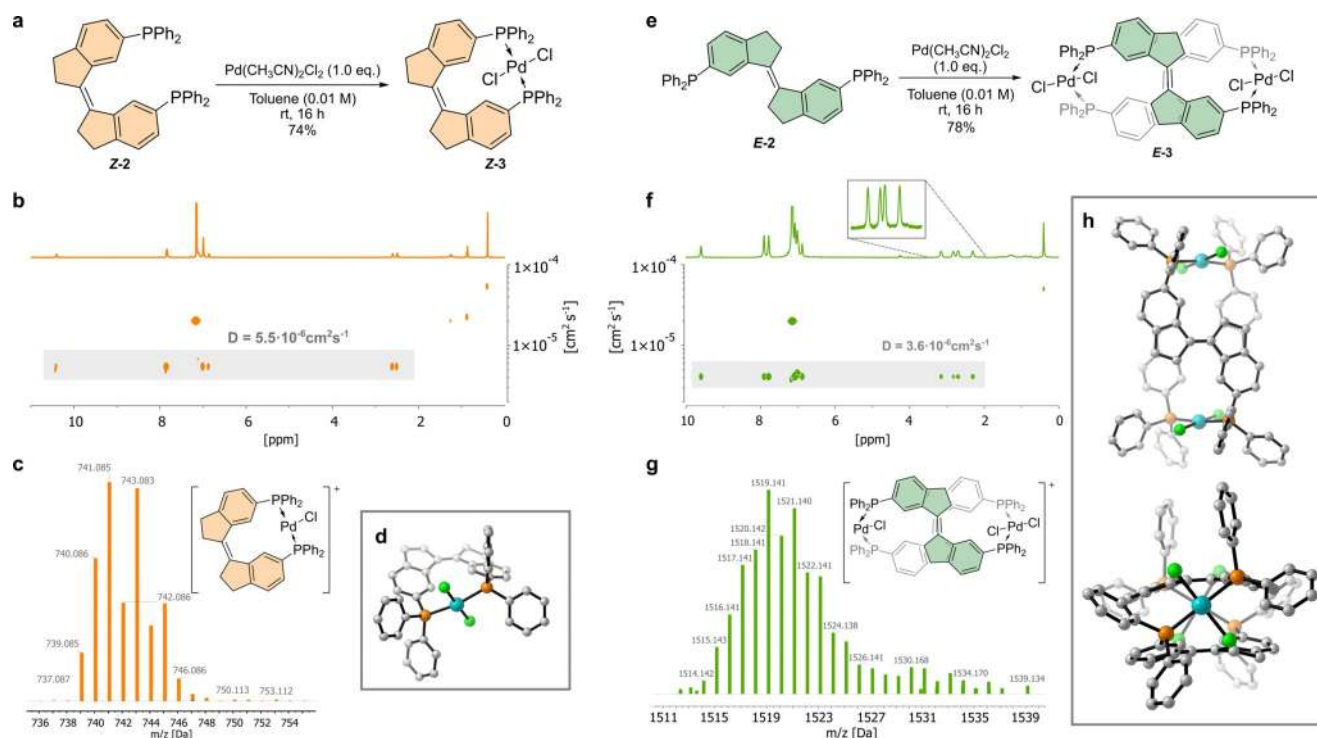 a
PPh2
Z-2
Pd(CH3CN)2Cl2 (1.0 eq.)
Toluene (0.01 M)
rt, 16 h
74%
PPh2
Cl
Pd
Cl
PPh2
Z-3
e
Ph2P
PPh2
E-2
Pd(CH3CN)2Cl2
(1.0 eq.)
Toluene (0.01 M)
rt, 16 h
78%
Ph2P
PPh2
Cl
Pd
Cl
Cl
Pd
Cl
Ph2P
PPh2
E-3
b
1×10-4
1×10-5
[cm2 s-1]
D = 5.5·10-6cm2s-1
10 8 6 4 2 0
[ppm]
f
1×10-4
1×10-5
[cm2 s-1]
D = 3.6·10-6cm2s-1
10 8 6 4 2 0
[ppm]
h
c
741.085
743.083
740.086
742.086
739.085
737.087
746.086
750.113
753.112
PPh2
Pd
Cl
PPh2
+
736 738 740 742 744 746 748 750 752 754
m/z [Da]
d
g
1519.141
1521.140
1520.142
1518.141
1517.141
1522.141
1516.141
1515.143
1514.142
1524.138
1526.141
1530.168
1534.170
1539.134
Ph2P
PPh2
Pd
Cl
Cl
Pd
Cl
Ph2P
PPh2
+
1511 1515 1519 1523 1527 1531 1535 1539
m/z [Da]